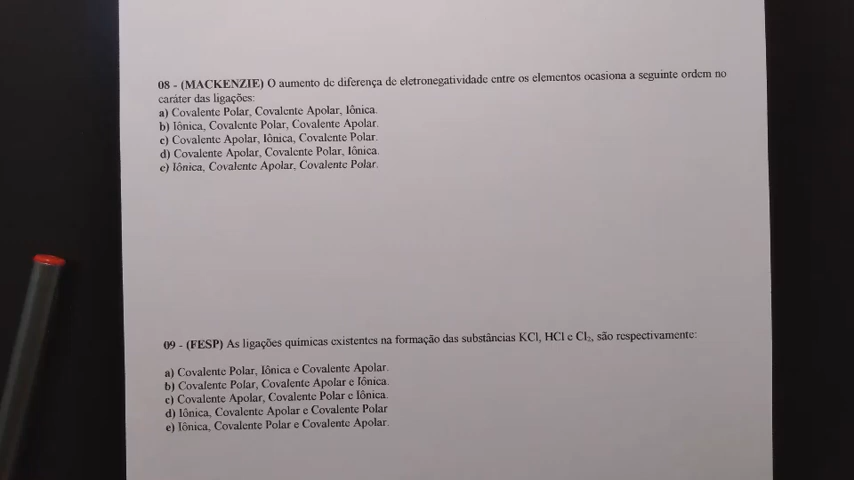 08 - (MACKENZIE) O aumento de diferença de eletronegatividade entre os elementos ocasiona a seguinte ordem no
caráter das ligações:
a) Covalente Polar, Covalente Apolar, Iônica.
b) Iônica, Covalente Polar, Covalente Apolar.
c) Covalente Apolar, Iônica, Covalente Polar.
d) Covalente Apolar, Covalente Polar, Iônica.
e) Iônica, Covalente Apolar, Covalente Polar.
09 - (FESP) As ligações químicas existentes na formação das substâncias KCl, HCl e Cl₂, são respectivamente:
a) Covalente Polar, Iônica e Covalente Apolar.
b) Covalente Polar, Covalente Apolar e Iônica.
c) Covalente Apolar, Covalente Polar e Iônica.
d) Iônica, Covalente Apolar e Covalente Polar
e) Iônica, Covalente Polar e Covalente Apolar.